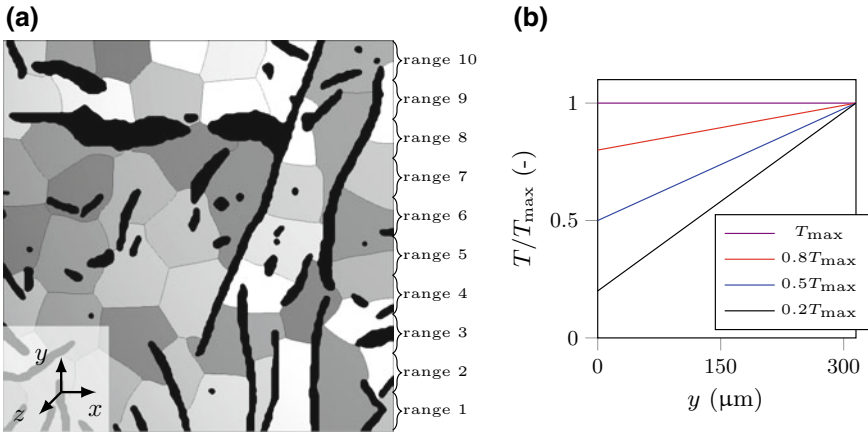 (a)
range 10
range 9
range 8
range 7
range 6
range 5
range 4
range 3
range 2
range 1
y
x
z
(b)
1
0.5
0
T/Tmax (-)
Tmax
0.8Tmax
0.5Tmax
0.2Tmax
0
150
300
y (μm)